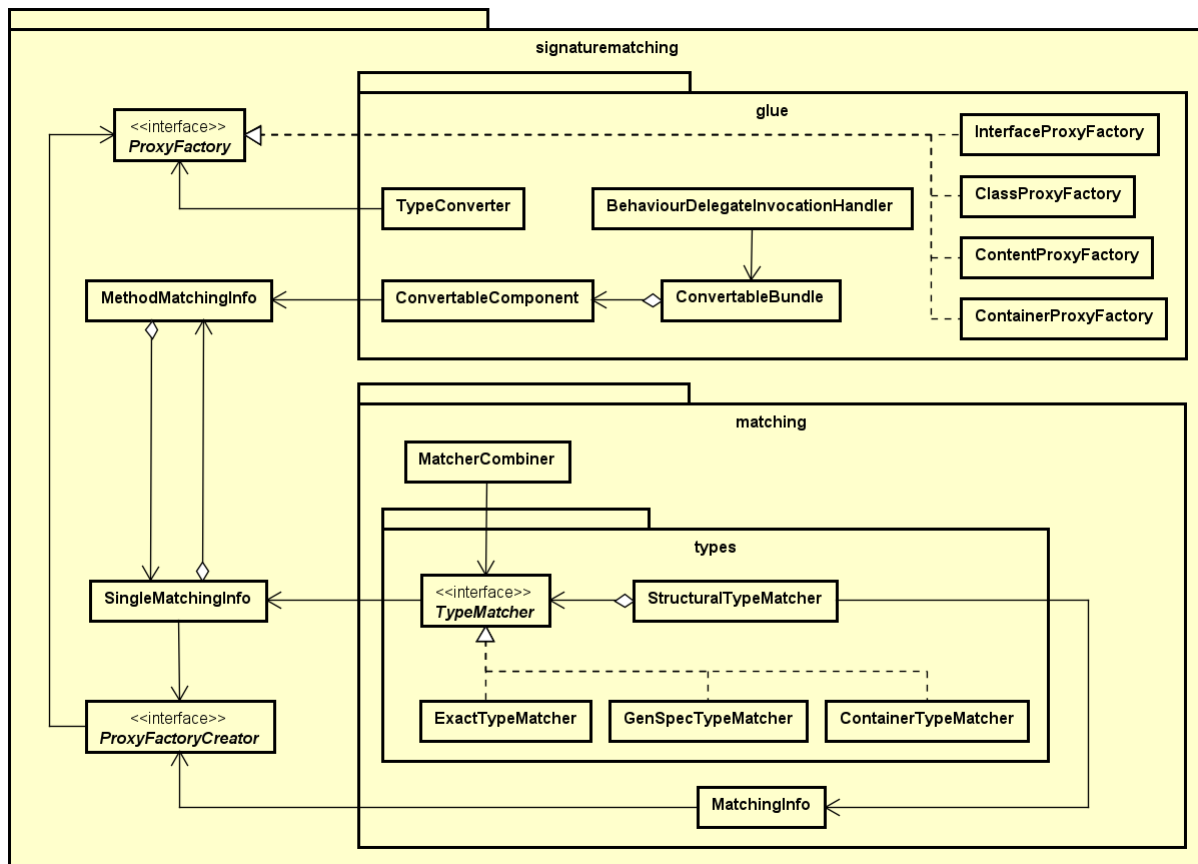 signaturematching
glue
<<interface>>
ProxyFactory
InterfaceProxyFactory
ClassProxyFactory
TypeConverter
BehaviourDelegateInvocationHandler
ContentProxyFactory
MethodMatchingInfo
ConvertableComponent
ConvertableBundle
ContainerProxyFactory
matching
MatcherCombiner
types
SingleMatchingInfo
<<interface>>
TypeMatcher
StructuralTypeMatcher
<<interface>>
ProxyFactoryCreator
ExactTypeMatcher
GenSpecTypeMatcher
ContainerTypeMatcher
MatchingInfo